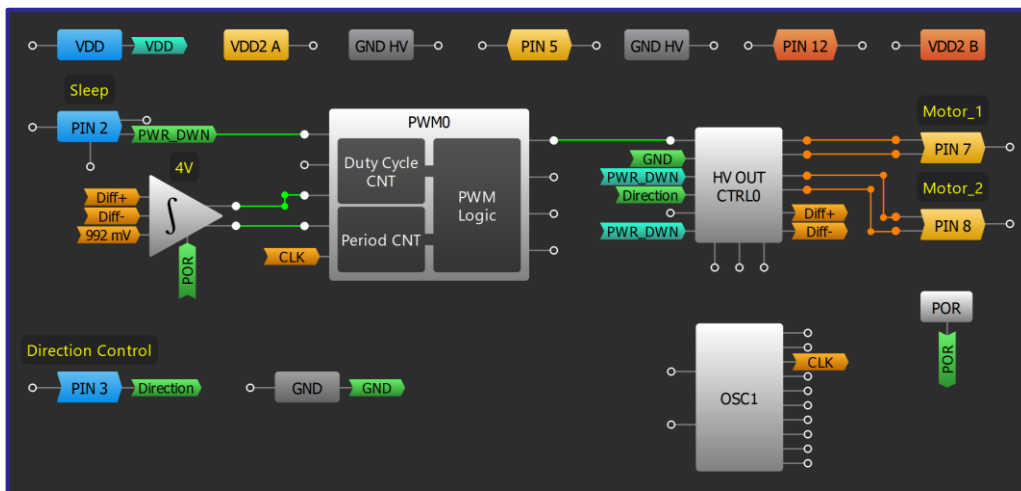 VDD
VDD
VDD2 A
GND HV
PIN 5
GND HV
PIN 12
VDD2 B
Sleep
PIN 2
PWR_DWN
4V
Diff+
Diff-
992 mV
∫
POR
PWM0
Duty Cycle
CNT
Period CNT
PWM
Logic
CLK
GND
PWR_DWN
Direction
PWR_DWN
HV OUT
CTRL0
Diff+
Diff-
Motor_1
PIN 7
Motor_2
PIN 8
POR
POR
Direction Control
PIN 3
Direction
GND
GND
OSC1
CLK